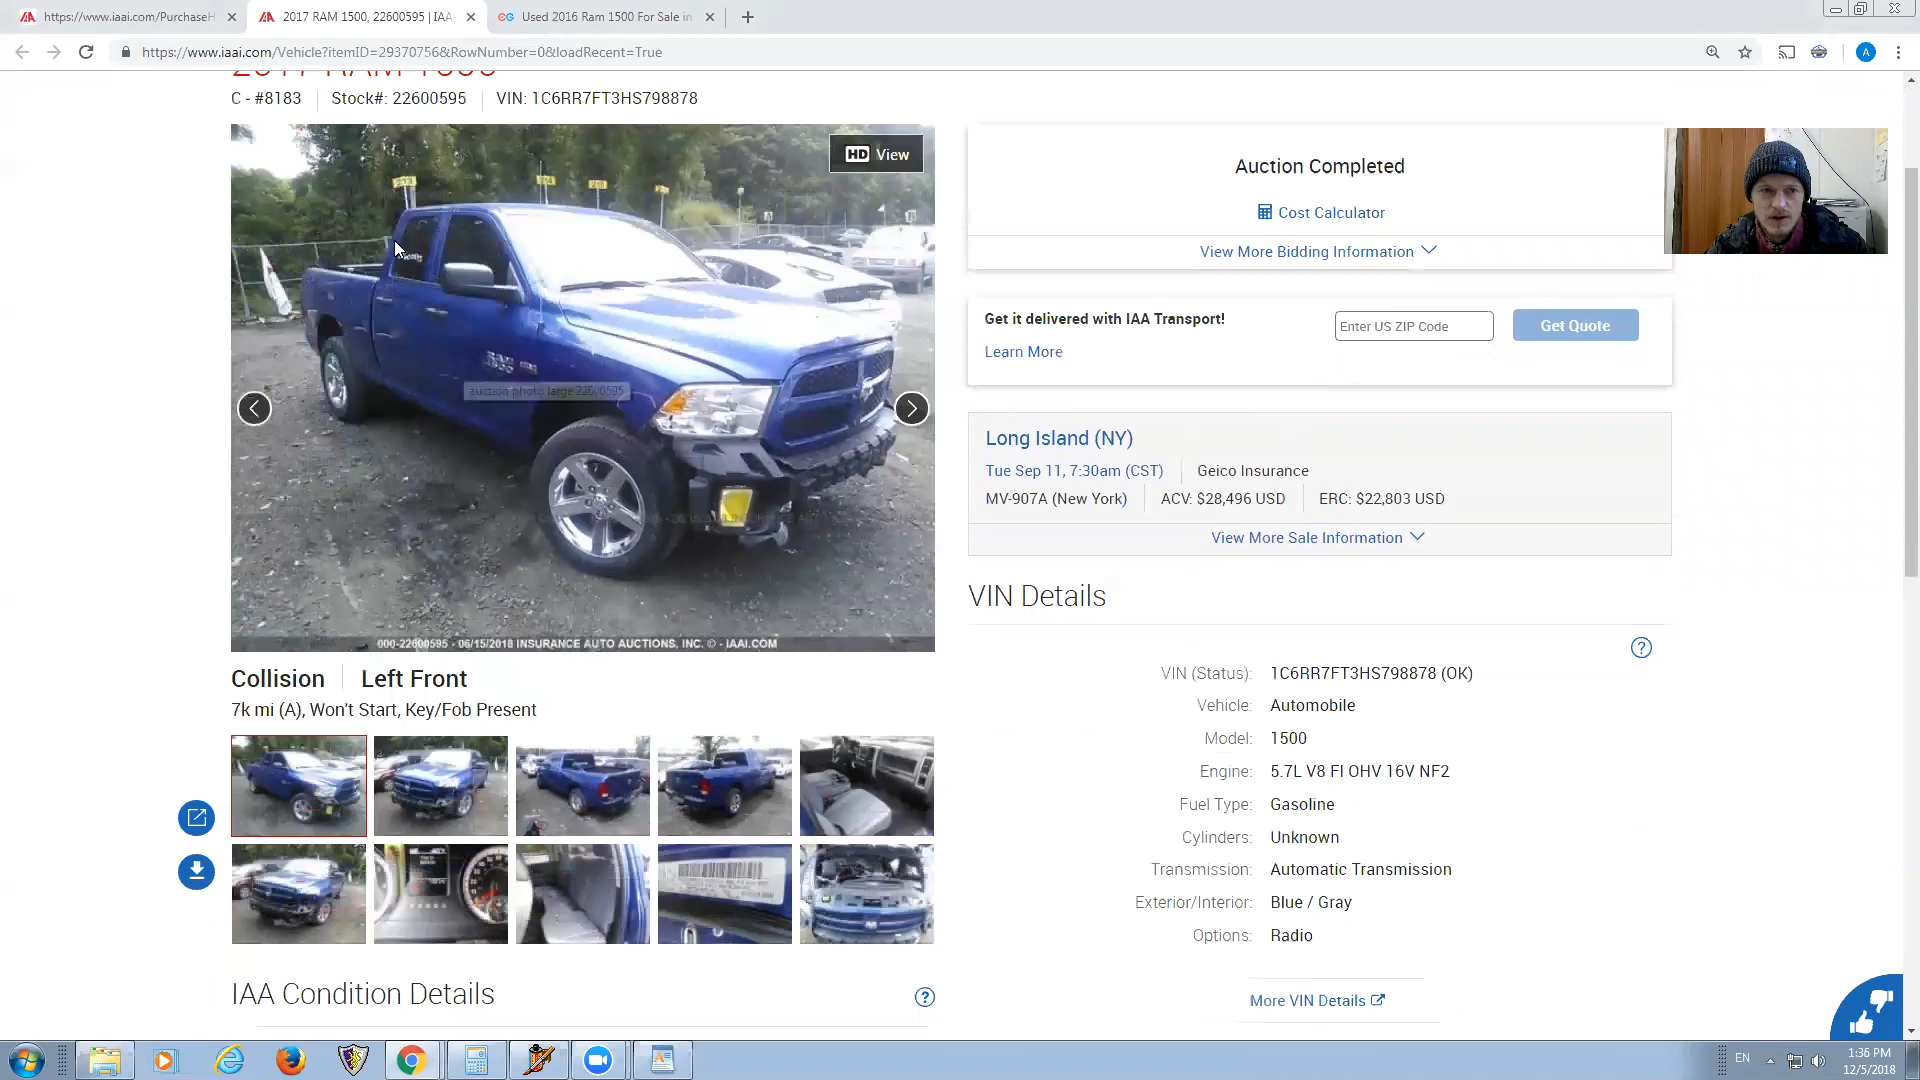 https://www.iaai.com/PurchaseH
2017 RAM 1500, 22600595 | IAA
Used 2016 Ram 1500 For Sale in
https://www.iaai.com/Vehicle?itemID=29370756&RowNumber=0&loadRecent=True
A
2017 RAM 1500
C - #8183
Stock#: 22600595
VIN: 1C6RR7FT3HS798878
HD View
auction photo large 22600595
000-22600595 - 06/15/2018 INSURANCE AUTO AUCTIONS, INC. © - IAAI.COM
Collision
Left Front
7k mi (A), Won't Start, Key/Fob Present
IAA Condition Details
?
Auction Completed
Cost Calculator
View More Bidding Information
Get it delivered with IAA Transport!
Enter US ZIP Code
Get Quote
Learn More
Long Island (NY)
Tue Sep 11, 7:30am (CST)
Geico Insurance
MV-907A (New York)
ACV: $28,496 USD
ERC: $22,803 USD
View More Sale Information
VIN Details
?
VIN (Status): 1C6RR7FT3HS798878 (OK)
Vehicle: Automobile
Model: 1500
Engine: 5.7L V8 FI OHV 16V NF2
Fuel Type: Gasoline
Cylinders: Unknown
Transmission: Automatic Transmission
Exterior/Interior: Blue / Gray
Options: Radio
More VIN Details
EN
1:36 PM
12/5/2018